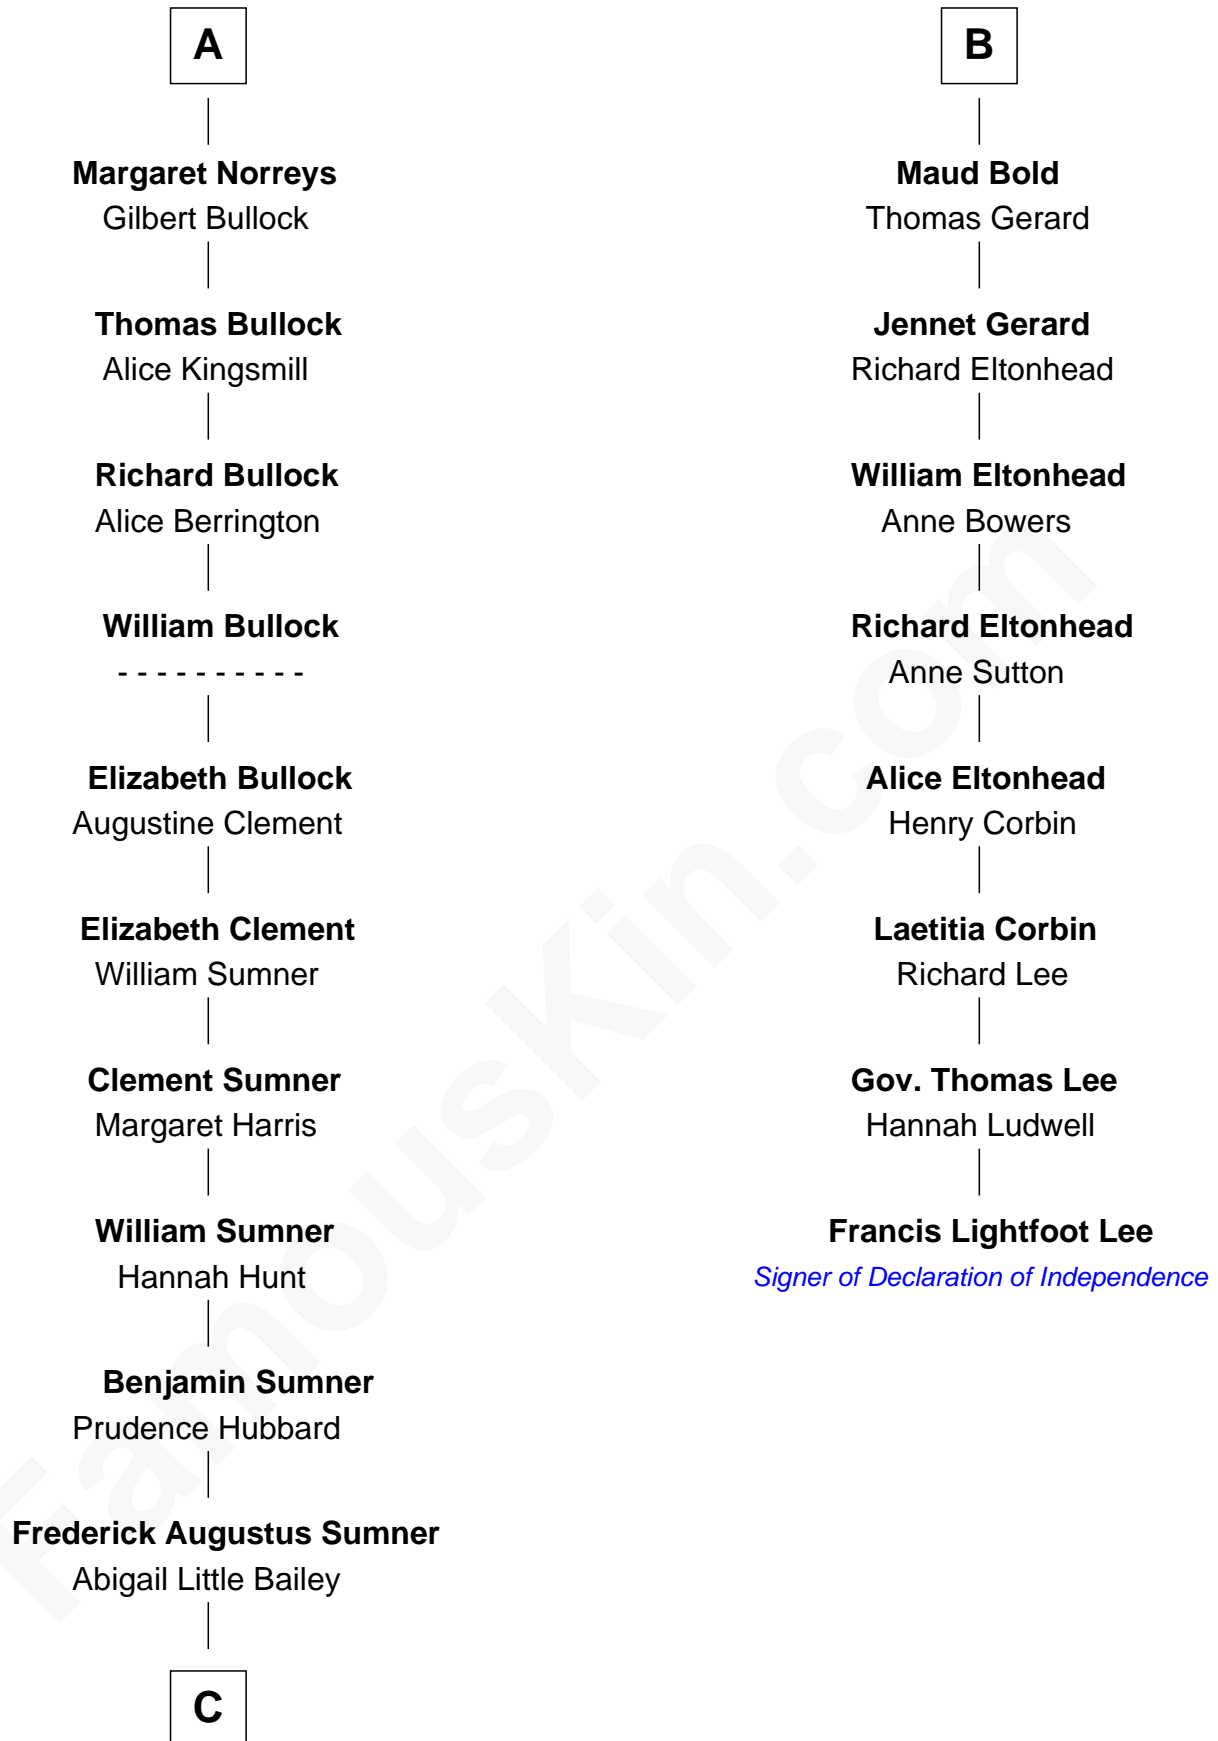 A
Margaret Norreys
Gilbert Bullock
Thomas Bullock
Alice Kingsmill
Richard Bullock
Alice Berrington
William Bullock
- - - - - - - - - -
Elizabeth Bullock
Augustine Clement
Elizabeth Clement
William Sumner
Clement Sumner
Margaret Harris
William Sumner
Hannah Hunt
Benjamin Sumner
Prudence Hubbard
Frederick Augustus Sumner
Abigail Little Bailey
C
B
Maud Bold
Thomas Gerard
Jennet Gerard
Richard Eltonhead
William Eltonhead
Anne Bowers
Richard Eltonhead
Anne Sutton
Alice Eltonhead
Henry Corbin
Laetitia Corbin
Richard Lee
Gov. Thomas Lee
Hannah Ludwell
Francis Lightfoot Lee
Signer of Declaration of Independence
FamousKin.com